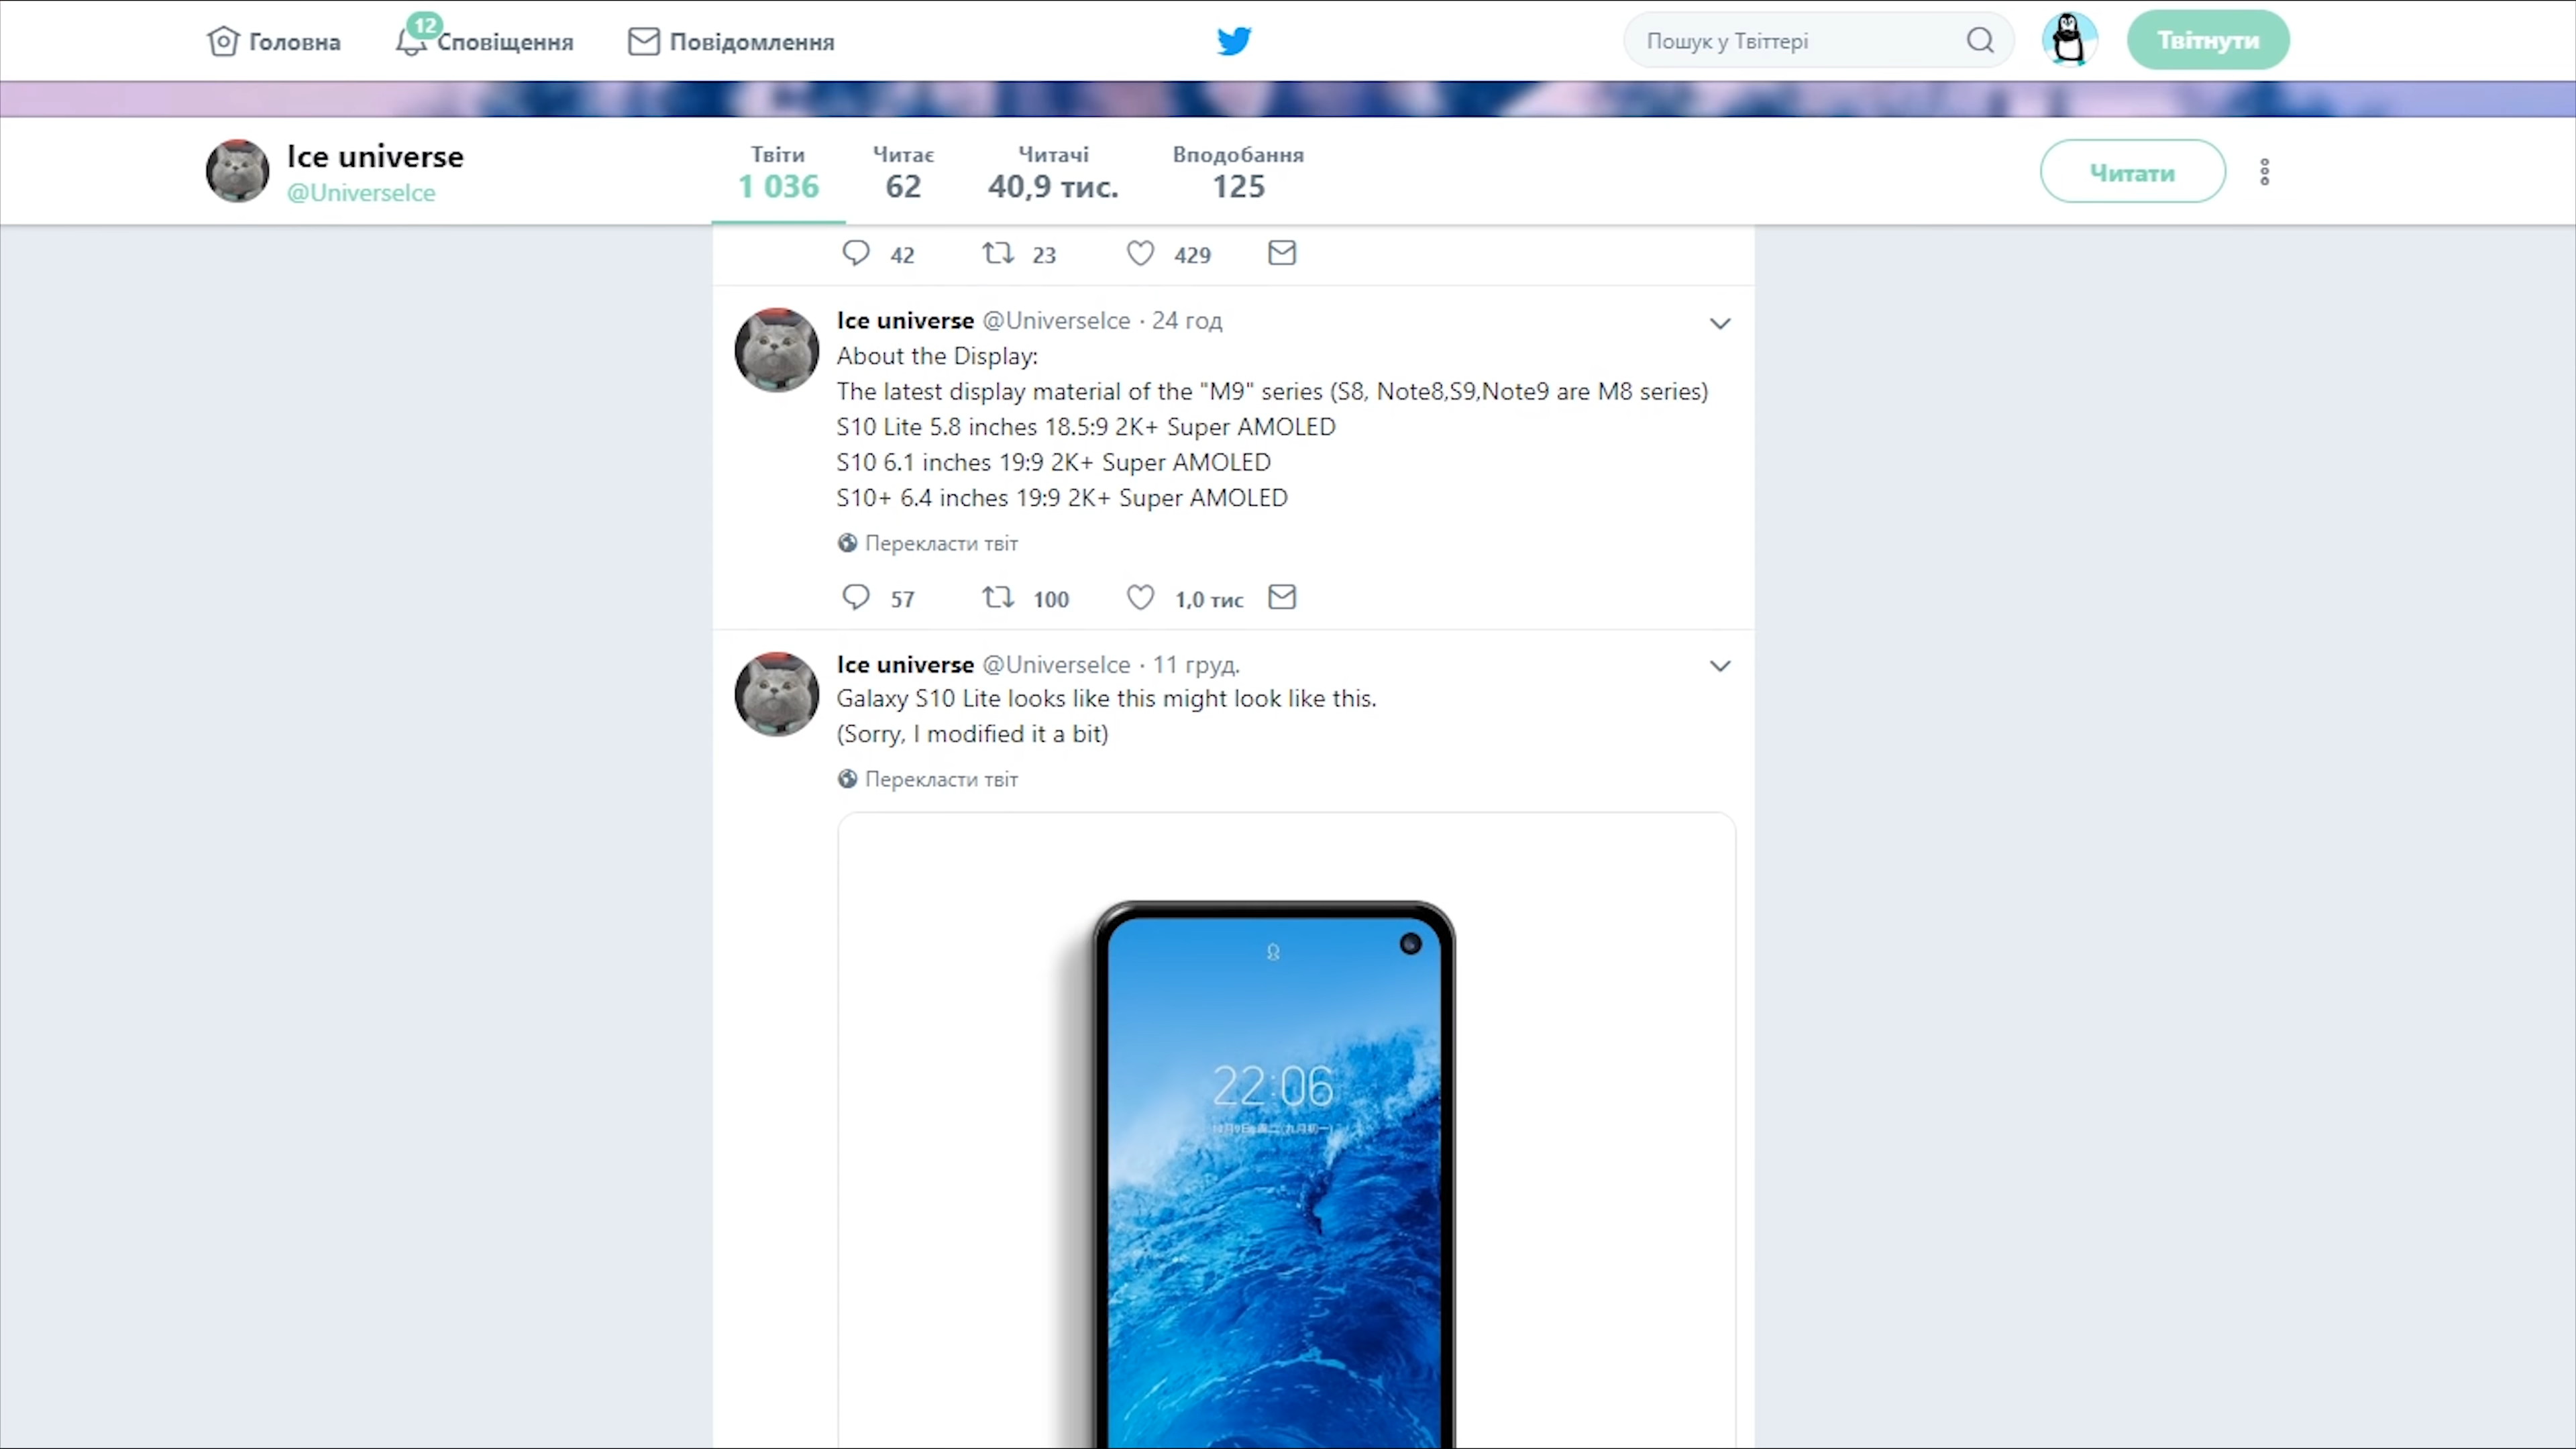 Головна
12
Сповіщення
Повідомлення
Пошук у Твіттері
Твітнути
Ice universe
@UniverseIce
Твіти
1 036
Читає
62
Читачі
40,9 тис.
Вподобання
125
Читати
42
23
429
Ice universe @UniverseIce · 24 год
About the Display:
The latest display material of the "M9" series (S8, Note8,S9,Note9 are M8 series)
S10 Lite 5.8 inches 18.5:9 2K+ Super AMOLED
S10 6.1 inches 19:9 2K+ Super AMOLED
S10+ 6.4 inches 19:9 2K+ Super AMOLED
Перекласти твіт
57
100
1,0 тис
Ice universe @UniverseIce · 11 груд.
Galaxy S10 Lite looks like this might look like this.
(Sorry, I modified it a bit)
Перекласти твіт
22:06